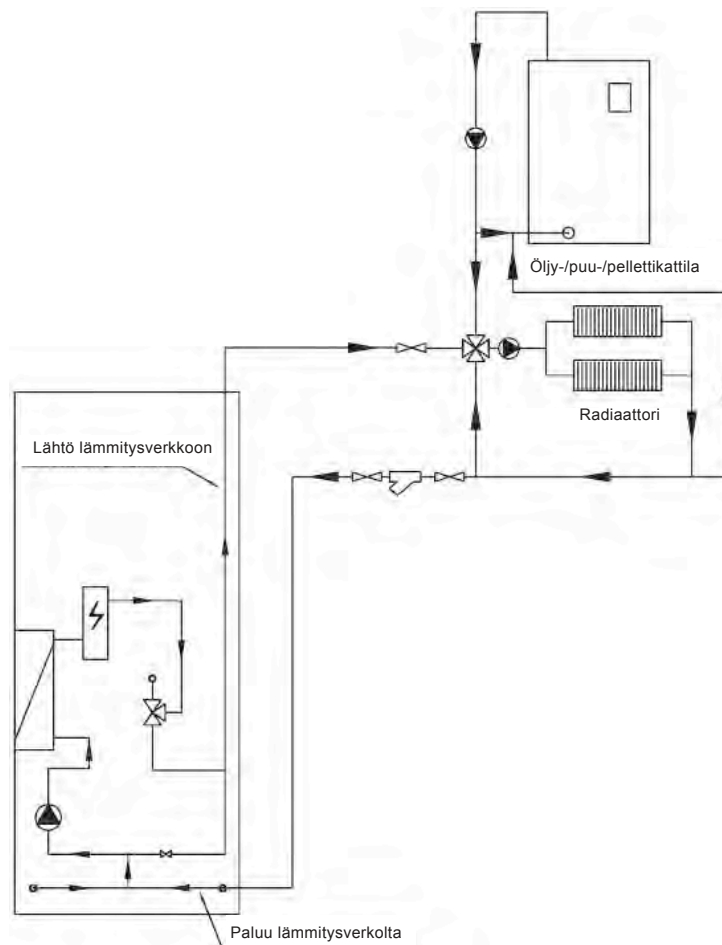 Öljy-/puu-/pellettikattila
Radiaattori
Lähtö lämmitysverkkoon
Paluu lämmitysverkolta